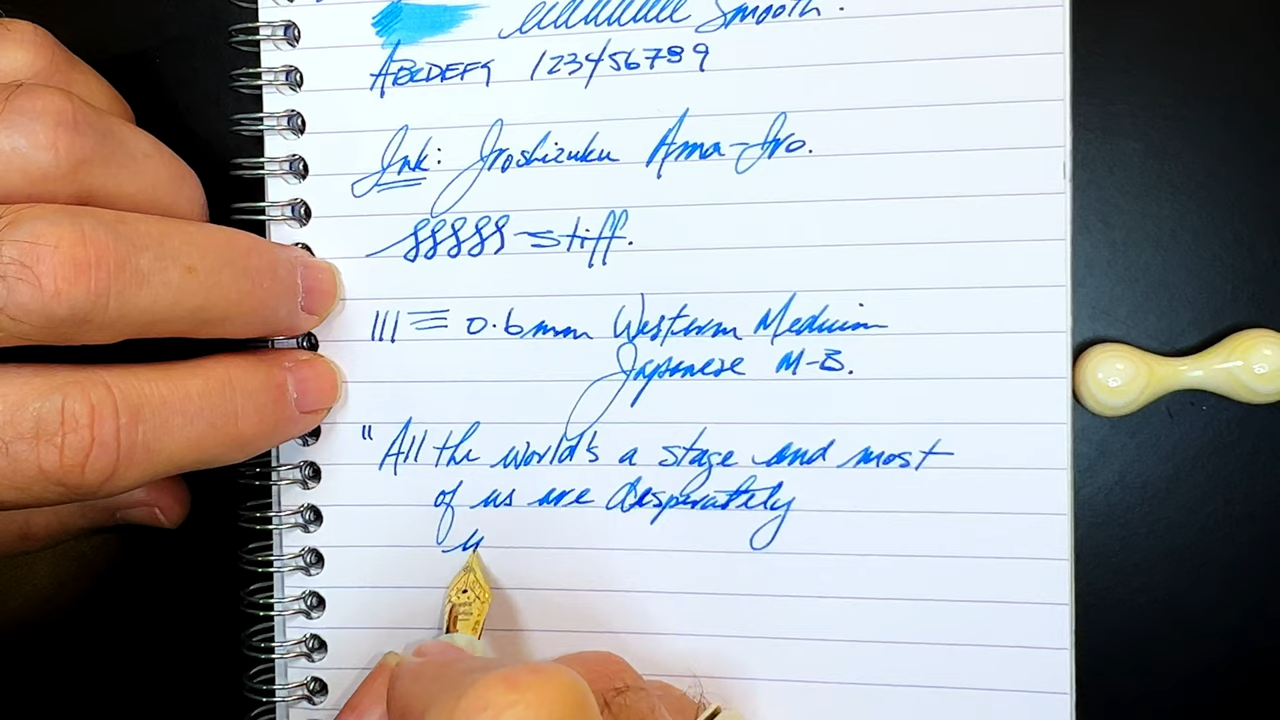 Smooth.
ABCDEFG 123456789
Ink: Iroshizuku Ama-Iro.
stiff.
0.6mm Western Medium
Japanese M-B.
"All the world's a stage and most
of us are desperately
u